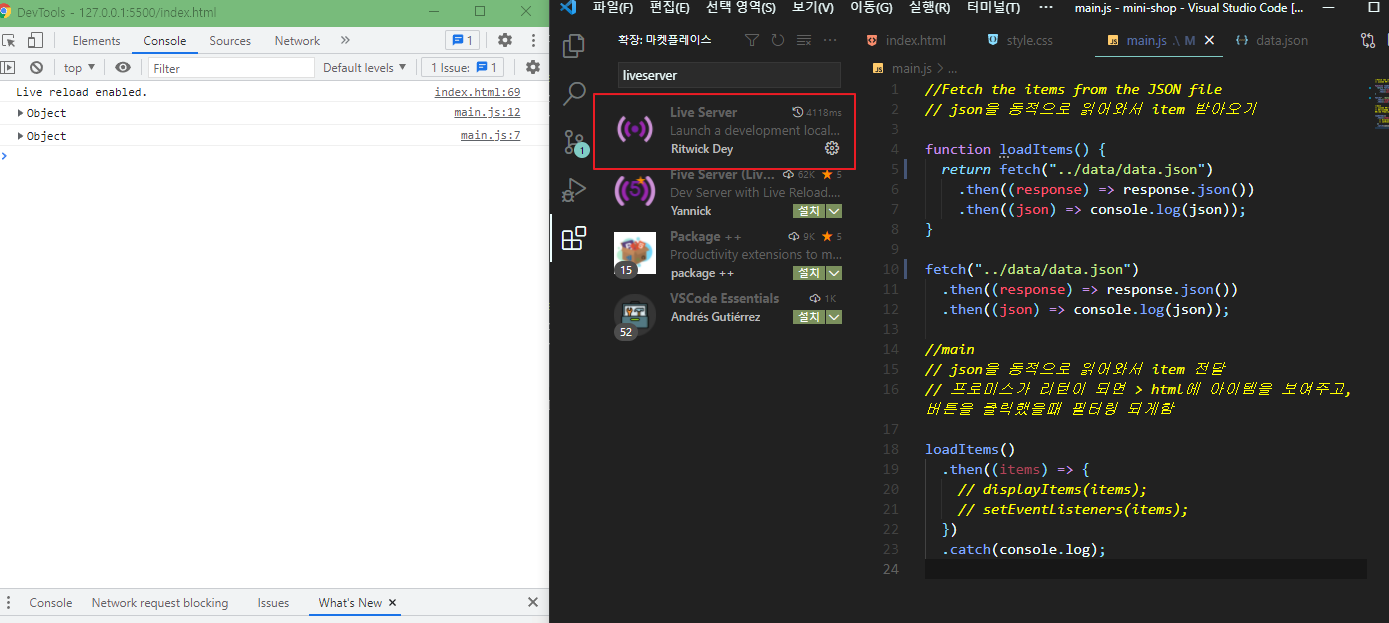 DevTools - 127.0.0.1:5500/index.html
Elements Console Sources Network » 1
top ▼ Filter Default levels ▼ 1 Issue: 1
Live reload enabled. index.html:69
▶Object main.js:12
▶Object main.js:7
>
Console Network request blocking Issues What's New ×
파일(F) 편집(E) 선택 영역(S) 보기(V) 이동(G) 실행(R) 터미널(T) ··· main.js - mini-shop - Visual Studio Code [...
1
확장: 마켓플레이스
liveserver
Live Server 4118ms
Launch a development local...
Ritwick Dey
Five Server (Liv... 62K ★ 5
Dev Server with Live Reload....
Yannick 설치
Package ++ 9K ★ 5
Productivity extensions to m...
15 package ++ 설치
VSCode Essentials 1K
52 Andrés Gutiérrez 설치
index.html style.css main.js .\ M × data.json
main.js > ...
1 //Fetch the items from the JSON file
2 // json을 동적으로 읽어와서 item 받아오기
3
4 function loadItems() {
5 return fetch("../data/data.json")
6 .then((response) => response.json())
7 .then((json) => console.log(json));
8 }
9
10 fetch("../data/data.json")
11 .then((response) => response.json())
12 .then((json) => console.log(json));
13
14 //main
15 // json을 동적으로 읽어와서 item 전달
16 // 프로미스가 리턴이 되면 > html에 아이템을 보여주고,
버튼을 클릭했을때 필터링 되게함
17
18 loadItems()
19 .then((items) => {
20 // displayItems(items);
21 // setEventListeners(items);
22 })
23 .catch(console.log);
24